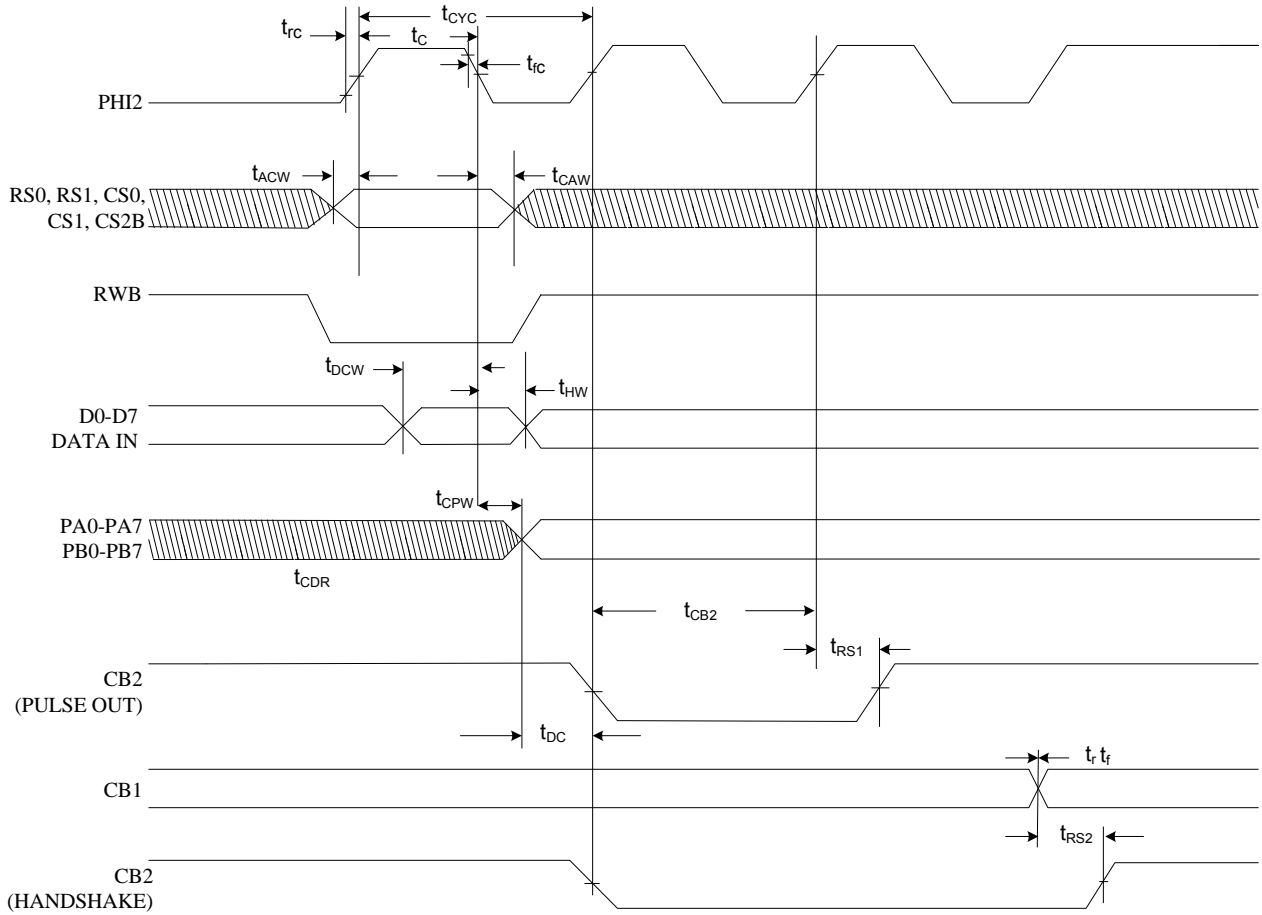 tCYC
trc
tC
tfc
PHI2
tACW
tCAW
RS0, RS1, CS0,
CS1, CS2B
RWB
tDCW
tHW
D0-D7
DATA IN
tCPW
PA0-PA7
PB0-PB7
tCDR
tCB2
tRS1
CB2
(PULSE OUT)
tDC
tr tf
CB1
tRS2
CB2
(HANDSHAKE)